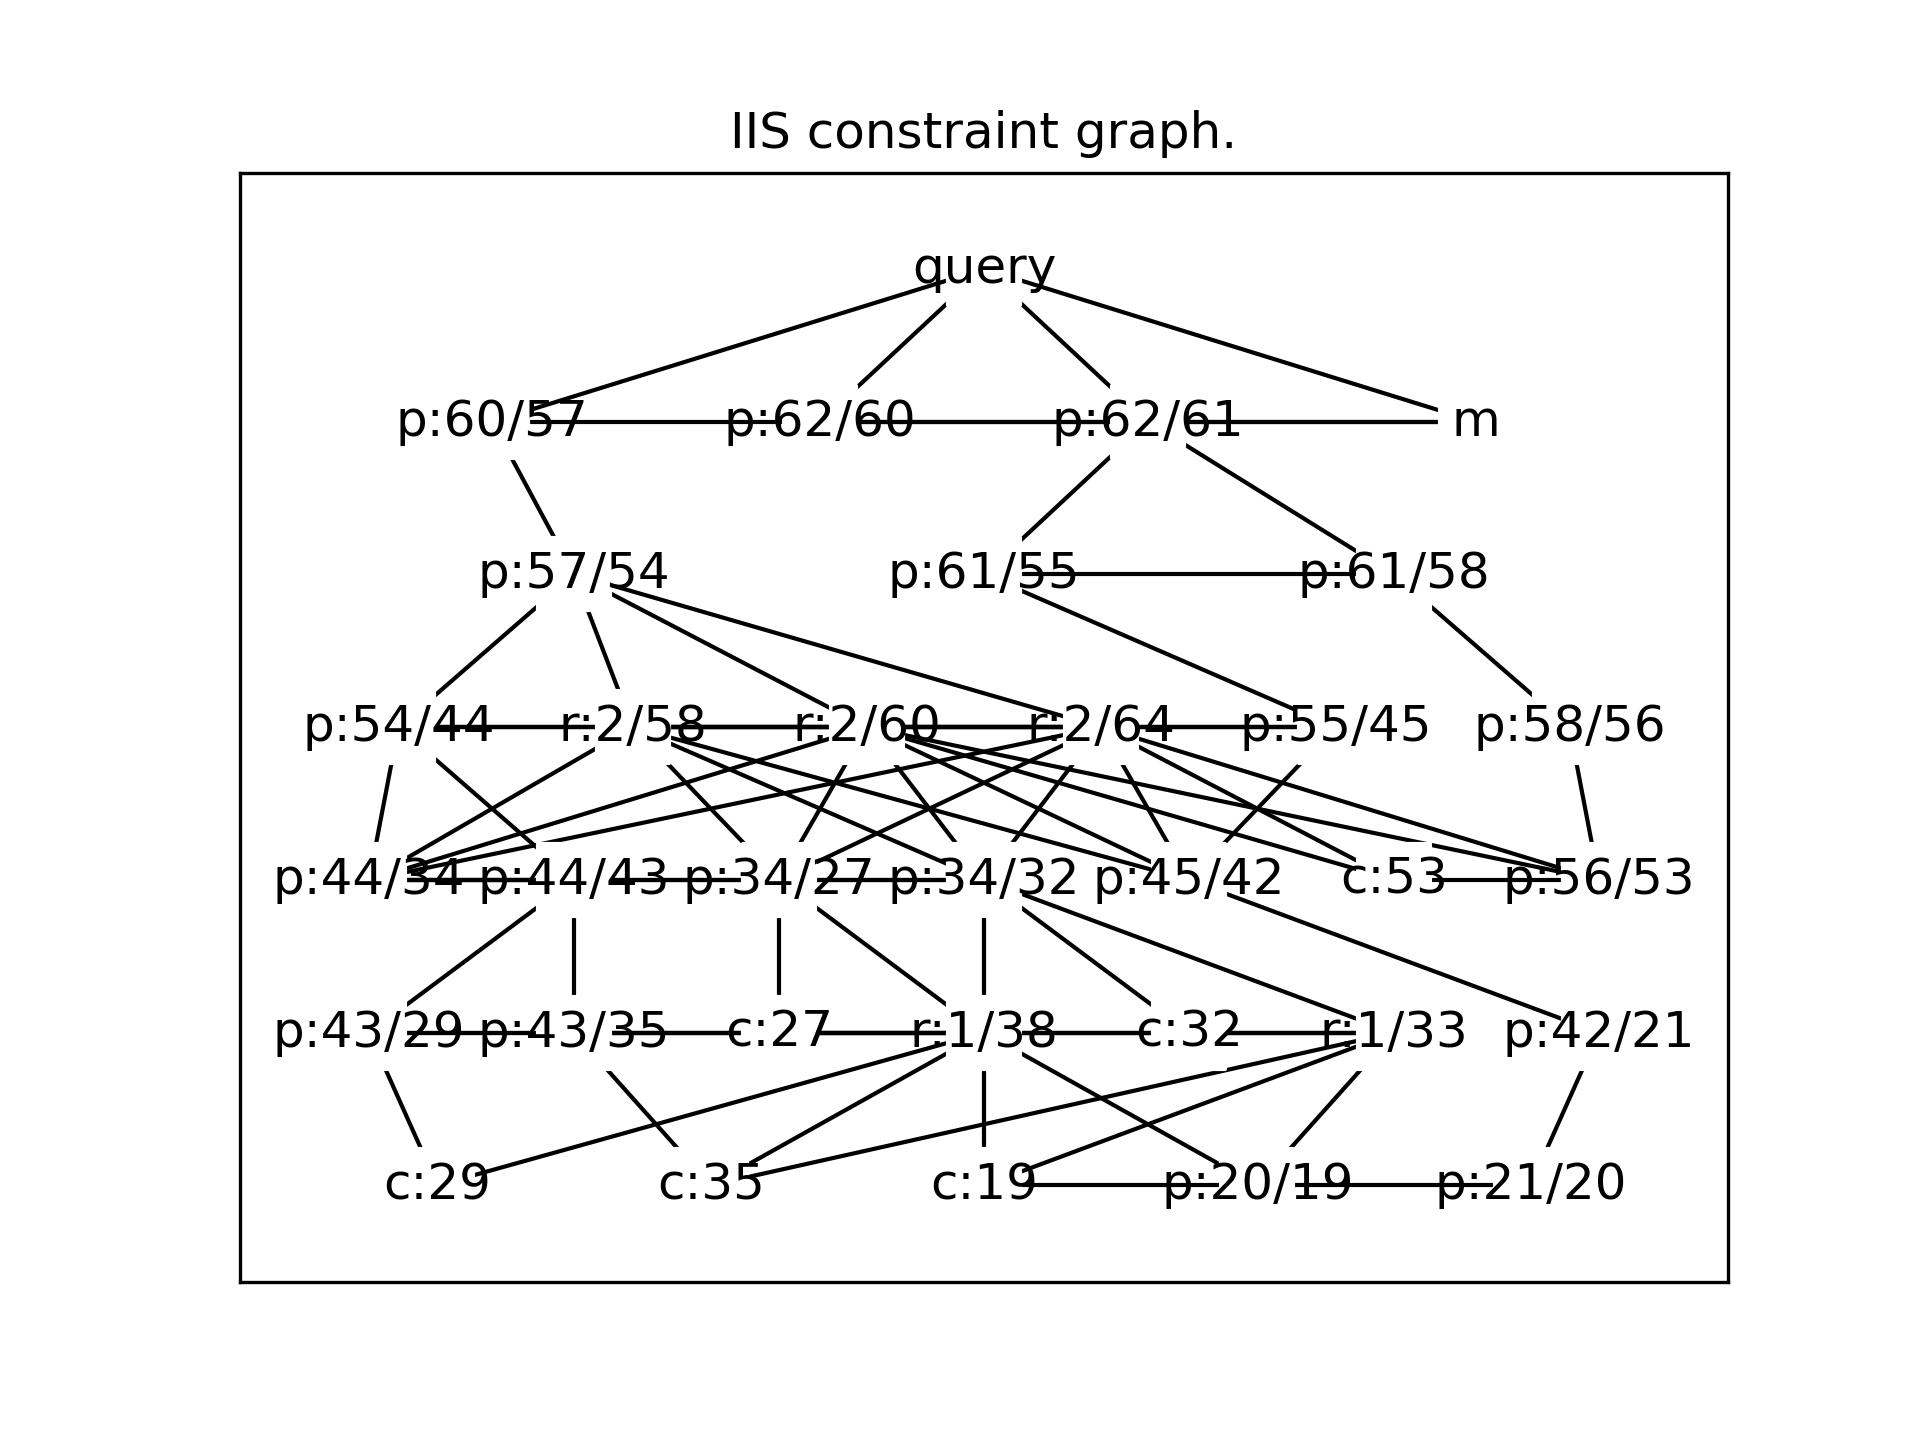 IIS constraint graph.
query
p:60/57 p:62/60 p:62/61 m
p:57/54 p:61/55 p:61/58
p:54/44 r:2/58 r:2/60 r:2/64 p:55/45 p:58/56
p:44/34 p:44/43 p:34/27 p:34/32 p:45/42 c:53 p:56/53
p:43/29 p:43/35 c:27 r:1/38 c:32 r:1/33 p:42/21
c:29 c:35 c:19 p:20/19 p:21/20